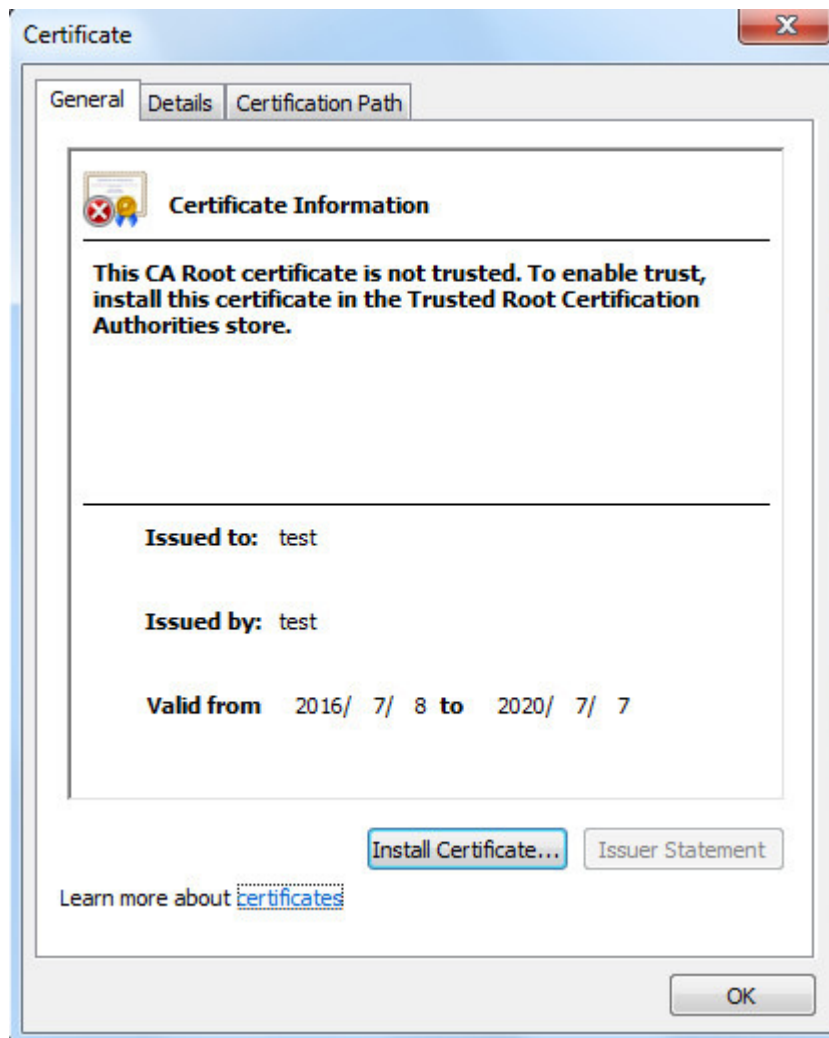 Certificate
General Details Certification Path
Certificate Information
This CA Root certificate is not trusted. To enable trust,
install this certificate in the Trusted Root Certification
Authorities store.
Issued to: test
Issued by: test
Valid from 2016/ 7/ 8 to 2020/ 7/ 7
Install Certificate... Issuer Statement
Learn more about certificates
OK